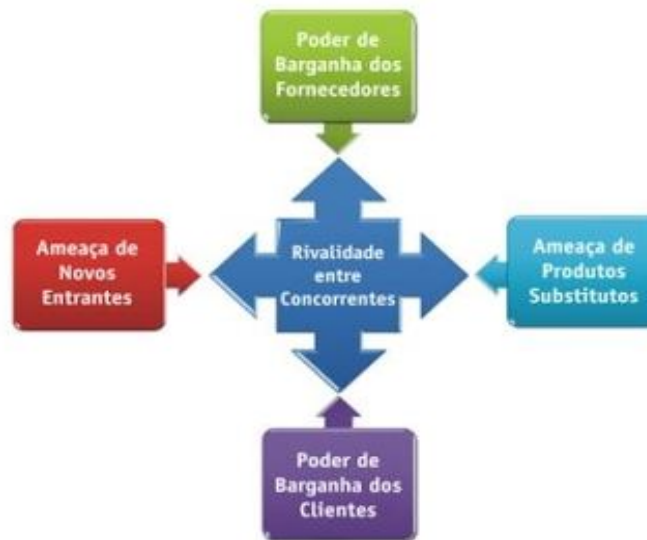 Poder de
Barganha dos
Fornecedores
Ameaça de
Novos
Entrantes
Rivalidade
entre
Concorrentes
Ameaça de
Produtos
Substitutos
Poder de
Barganha dos
Clientes